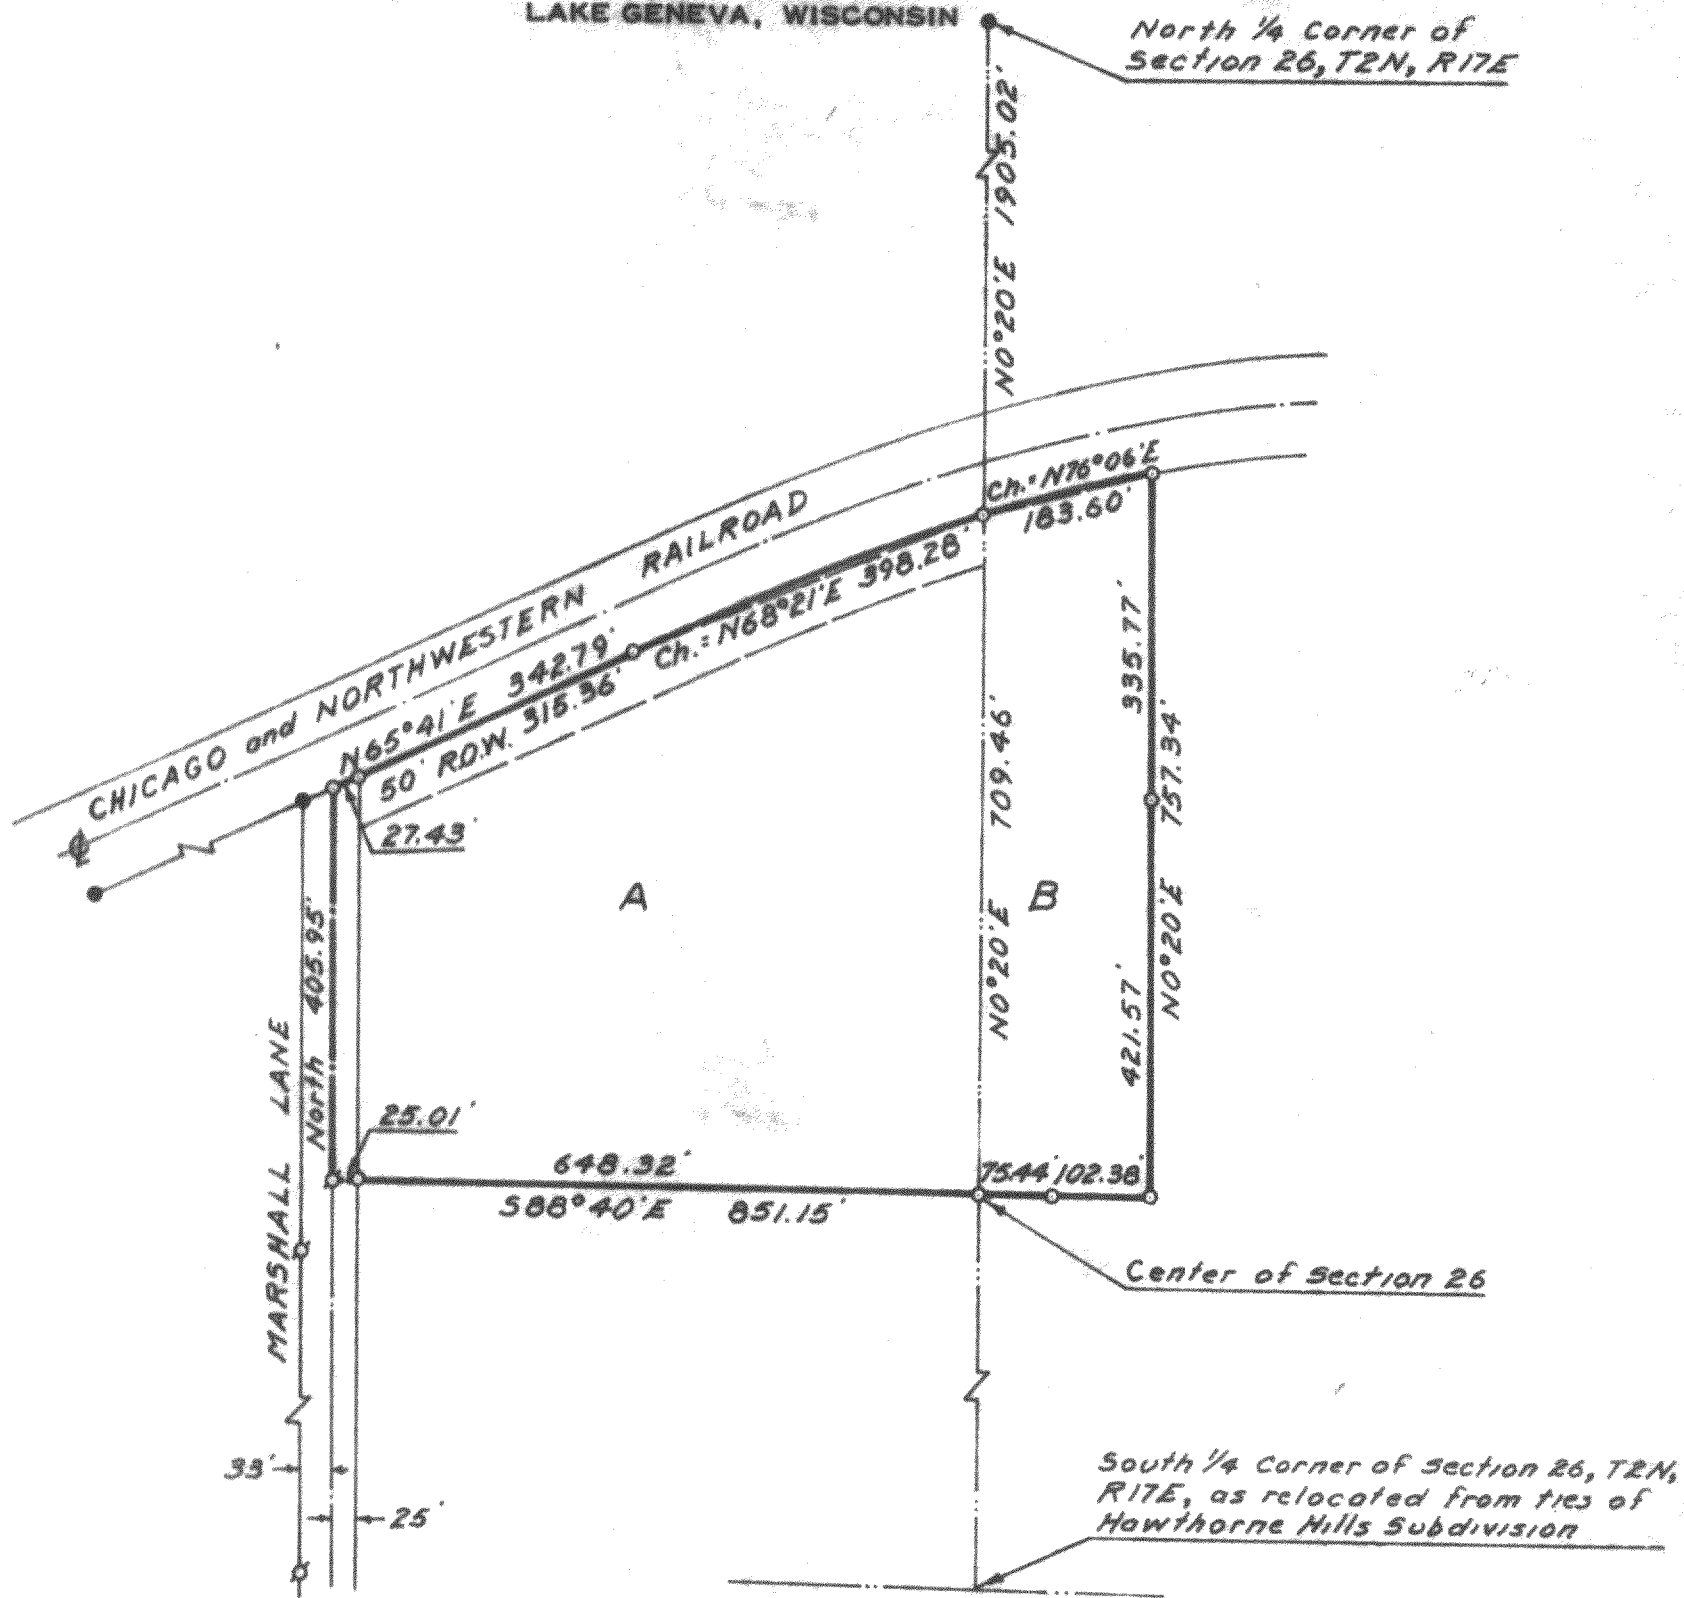 LAKE GENEVA, WISCONSIN
North 1/4 Corner of
Section 26, T2N, R17E
N0°20'E 1905.02'
CHICAGO and NORTHWESTERN RAILROAD
Ch.= N76°06'E
183.60'
Ch.= N68°21'E 398.28'
N65°41'E 342.79'
50' R.O.W. 315.36'
27.43'
335.77'
N0°20'E 757.34'
421.57'
N0°20'E 709.46'
A
B
North 405.95'
MARSHALL LANE
25.01'
648.32'
S88°40'E 851.15'
75.44' 102.38'
Center of Section 26
33'
25'
South 1/4 Corner of Section 26, T2N,
R17E, as relocated from ties of
Hawthorne Hills Subdivision